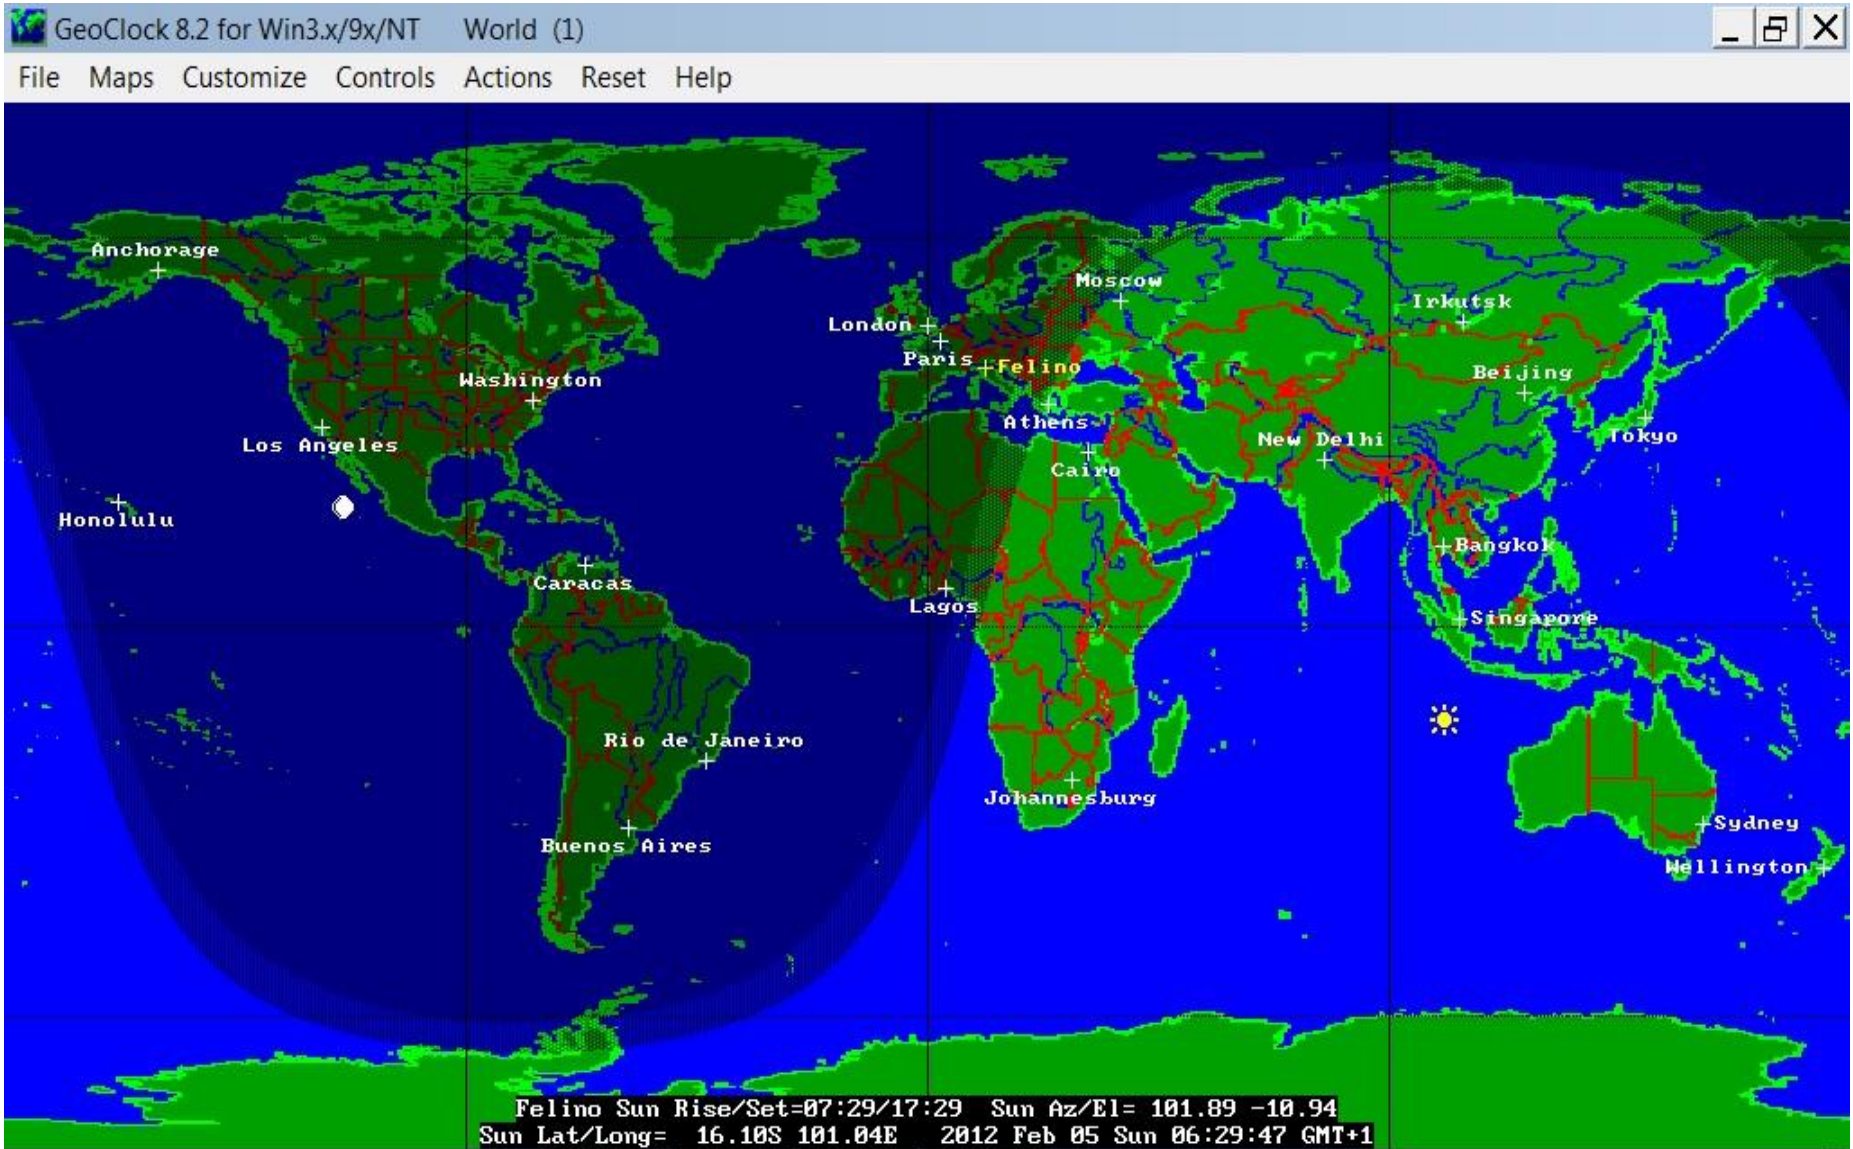 GeoClock 8.2 for Win3.x/9x/NT World (1)
File Maps Customize Controls Actions Reset Help
Anchorage
Moscow
Irkutsk
London
Paris
Felino
Beijing
Washington
Athens
New Delhi
Tokyo
Los Angeles
Cairo
Honolulu
Bangkok
Caracas
Lagos
Singapore
Rio de Janeiro
Johannesburg
Sydney
Buenos Aires
Wellington
Felino Sun Rise/Set=07:29/17:29 Sun Az/El= 101.89 -10.94
Sun Lat/Long= 16.10S 101.04E 2012 Feb 05 Sun 06:29:47 GMT+1